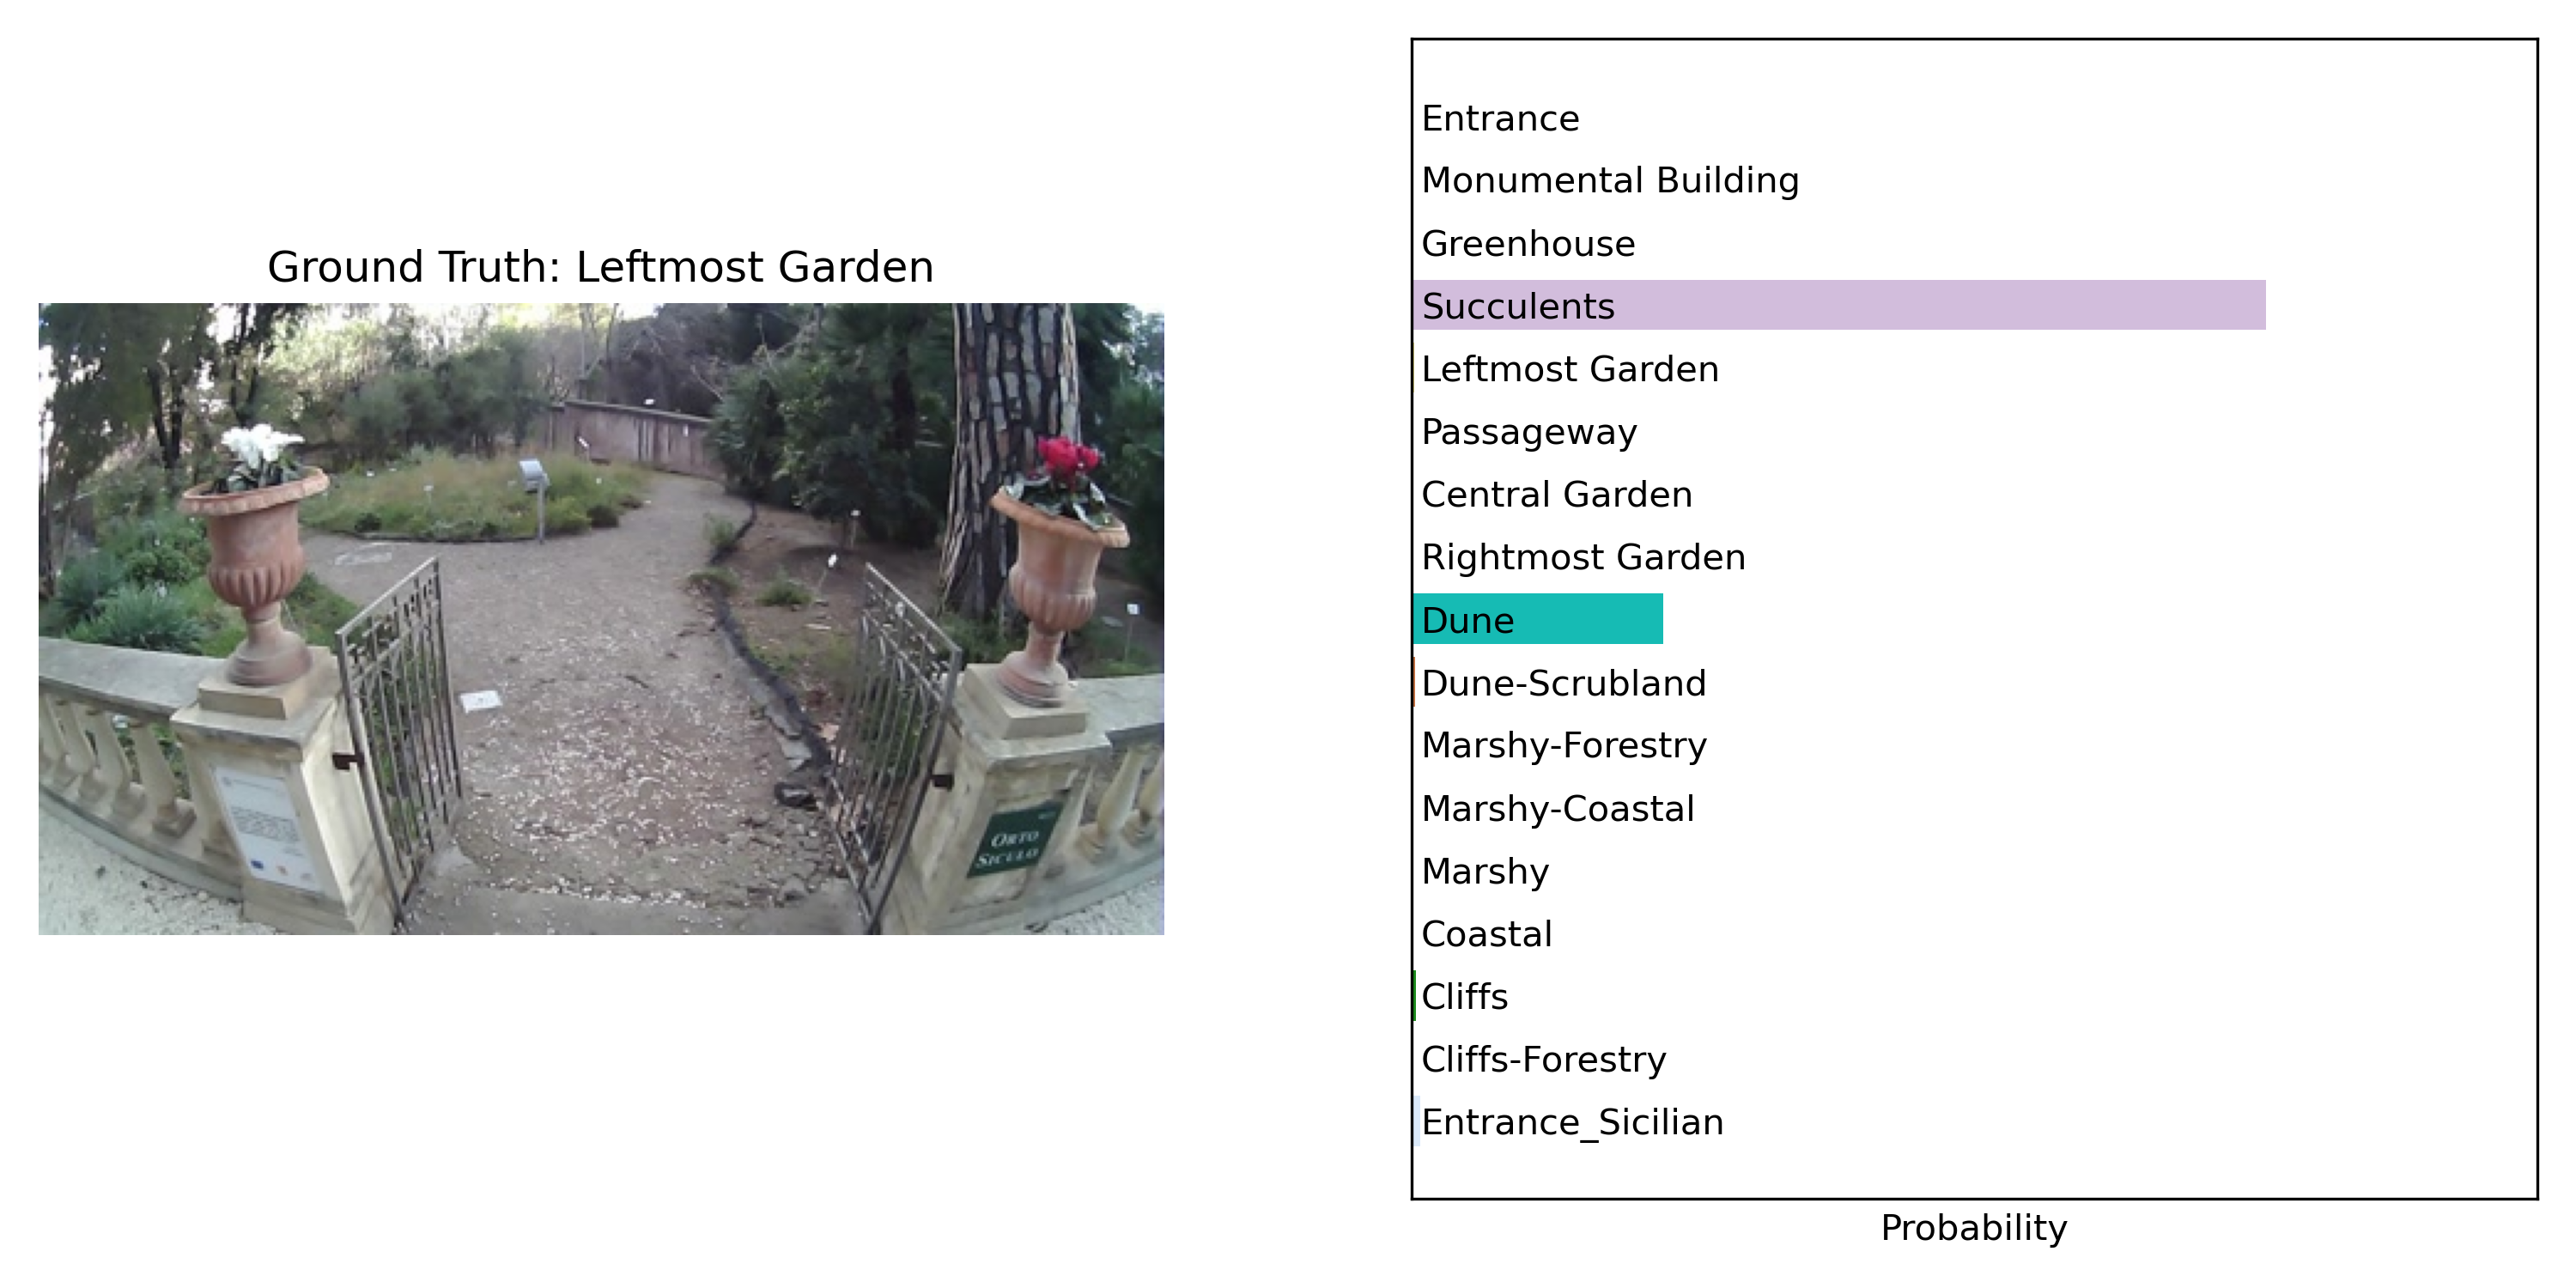 Ground Truth: Leftmost Garden
ORTO
SICULO
Entrance
Monumental Building
Greenhouse
Succulents
Leftmost Garden
Passageway
Central Garden
Rightmost Garden
Dune
Dune-Scrubland
Marshy-Forestry
Marshy-Coastal
Marshy
Coastal
Cliffs
Cliffs-Forestry
Entrance_Sicilian
Probability